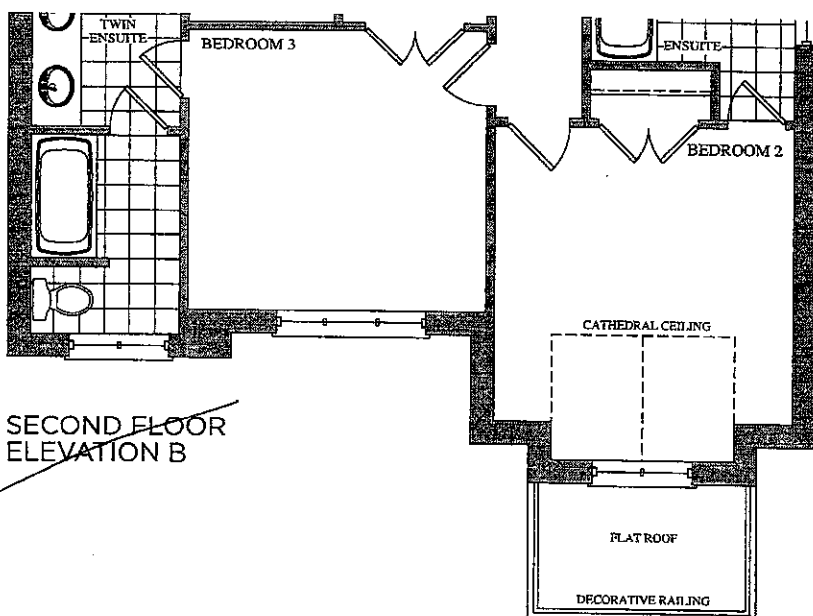 TWIN
ENSUITE
BEDROOM 3
ENSUITE
BEDROOM 2
CATHEDRAL CEILING
SECOND FLOOR
ELEVATION B
FLAT ROOF
DECORATIVE RAILING